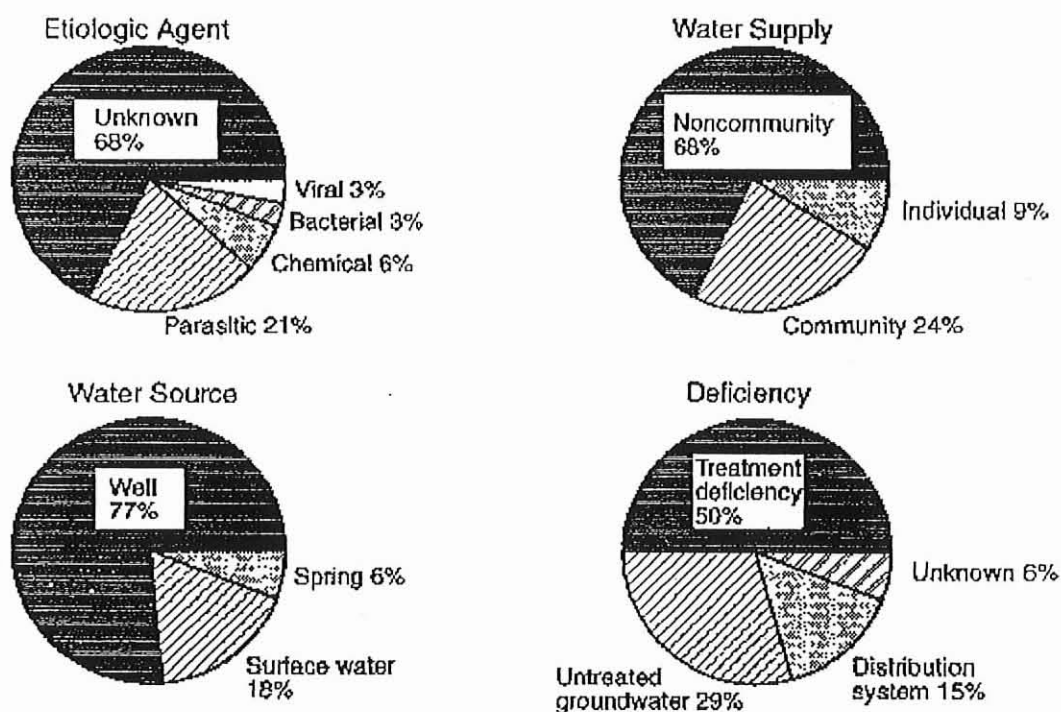 Etiologic Agent
Unknown
68%
Viral 3%
Bacterial 3%
Chemical 6%
Parasitic 21%
Water Supply
Noncommunity
68%
Individual 9%
Community 24%
Water Source
Well
77%
Spring 6%
Surface water
18%
Deficiency
Treatment
deficiency
50%
Unknown 6%
Distribution
system 15%
Untreated
groundwater 29%